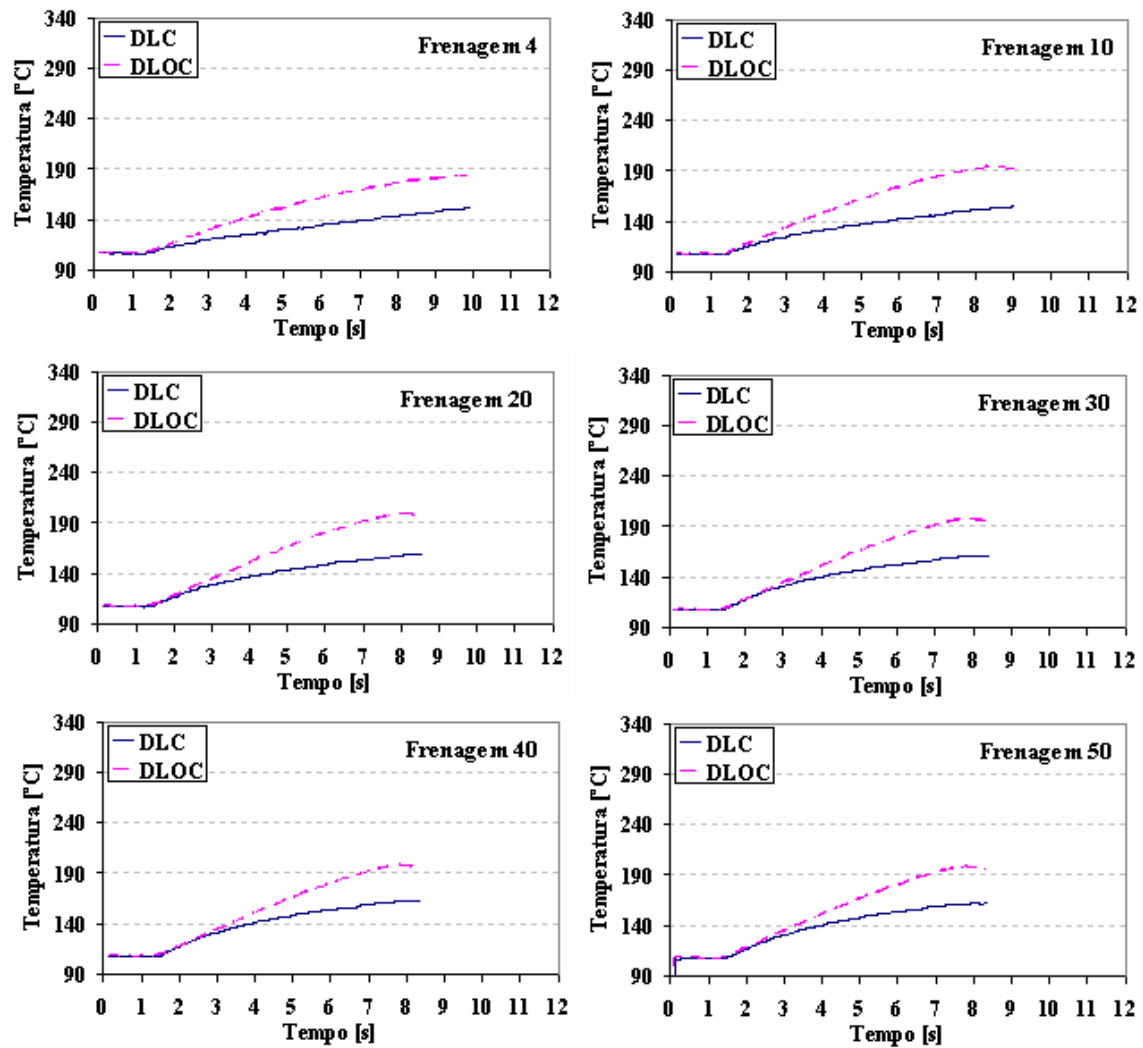 Frenagem 4
DLC
DLOC
Temperatura [°C]
340
290
240
190
140
90
0 1 2 3 4 5 6 7 8 9 10 11 12
Tempo [s]
Frenagem 10
DLC
DLOC
Temperatura [°C]
340
290
240
190
140
90
0 1 2 3 4 5 6 7 8 9 10 11 12
Tempo [s]
Frenagem 20
DLC
DLOC
Temperatura [°C]
340
290
240
190
140
90
0 1 2 3 4 5 6 7 8 9 10 11 12
Tempo [s]
Frenagem 30
DLC
DLOC
Temperatura [°C]
340
290
240
190
140
90
0 1 2 3 4 5 6 7 8 9 10 11 12
Tempo [s]
Frenagem 40
DLC
DLOC
Temperatura [°C]
340
290
240
190
140
90
0 1 2 3 4 5 6 7 8 9 10 11 12
Tempo [s]
Frenagem 50
DLC
DLOC
Temperatura [°C]
340
290
240
190
140
90
0 1 2 3 4 5 6 7 8 9 10 11 12
Tempo [s]